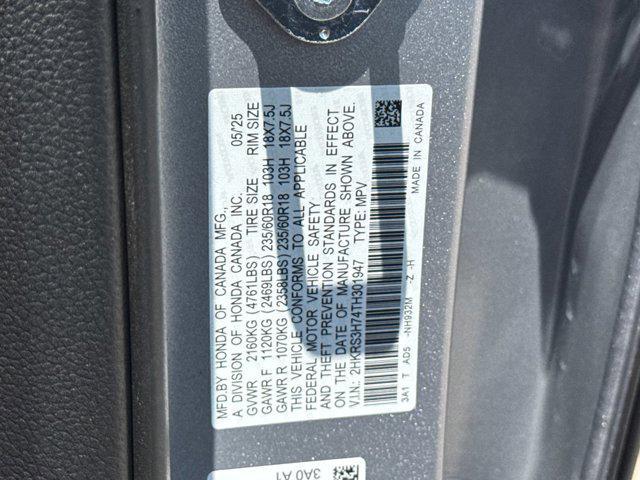 MFD.BY HONDA OF CANADA MFG.,
A DIVISION OF HONDA CANADA INC. 05/25
GVWR 2160KG (4761LBS) TIRE SIZE RIM SIZE
GAWR F 1120KG (2469LBS) 235/60R18 103H 18X7.5J
GAWR R 1070KG (2358LBS) 235/60R18 103H 18X7.5J
THIS VEHICLE CONFORMS TO ALL APPLICABLE
FEDERAL MOTOR VEHICLE SAFETY
AND THEFT PREVENTION STANDARDS IN EFFECT
ON THE DATE OF MANUFACTURE SHOWN ABOVE.
V.I.N.: 2HKRS3H74TH301947 TYPE: MPV
3A1 T AD5 -NH932M -Z -H
MADE IN CANADA
3A0 A1